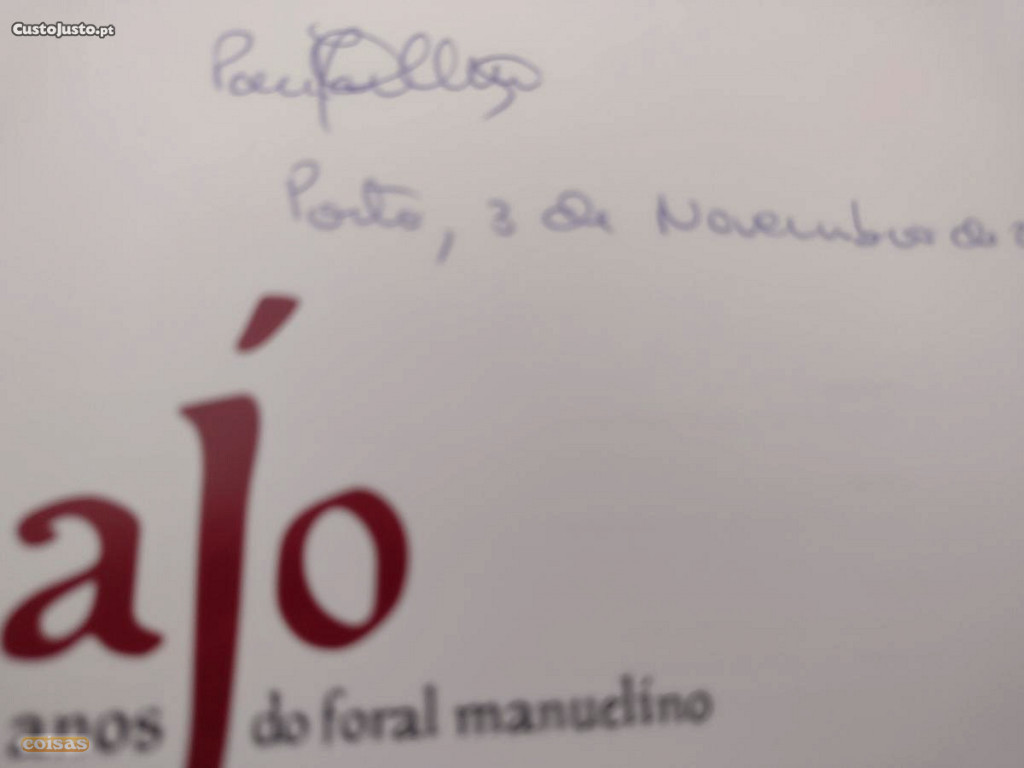 CustoJusto.pt
Porto, 3 de Novembro de
ajo
anos do foral manuelino
coisas